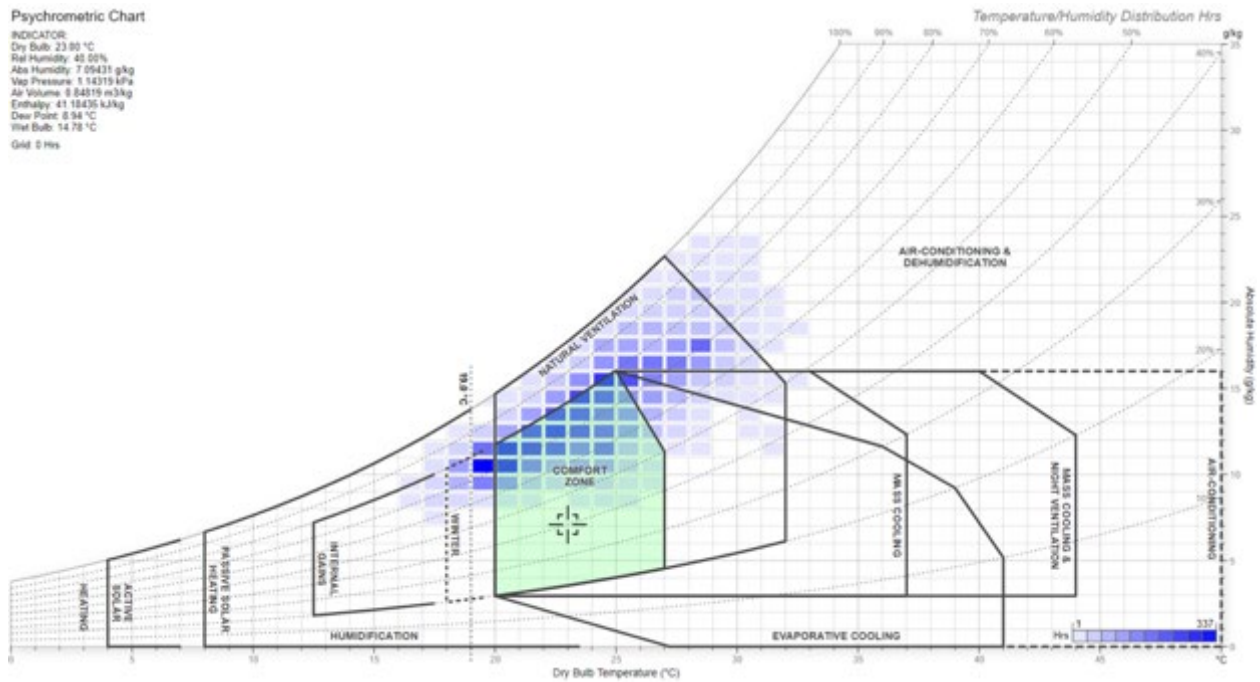 Psychrometric Chart
INDICATOR:
Dry Bulb: 23.00 °C
Rel Humidity: 40.00%
Abs Humidity: 7.09431 g/kg
Vap Pressure: 1.14319 kPa
Air Volume: 0.84819 m3/kg
Enthalpy: 41.18435 kJ/kg
Dew Point: 8.94 °C
Wet Bulb: 14.78 °C
Grid: 0 Hrs
Temperature/Humidity Distribution Hrs
100% 90% 80% 70% 60% 50% g/kg
35
40%
30
30%
25
AIR-CONDITIONING &
DEHUMIDIFICATION
20
Absolute Humidity (g/kg)
NATURAL VENTILATION
20%
19.0 °C
15
COMFORT
ZONE
10
10%
HEATING
ACTIVE
SOLAR
PASSIVE SOLAR
HEATING
INTERNAL
GAINS
WINTER
MASS COOLING
MASS COOLING &
NIGHT VENTILATION
AIR-CONDITIONING
5
HUMIDIFICATION
EVAPORATIVE COOLING
Hrs 1 337
0 5 10 15 20 25 30 35 40 45 °C
Dry Bulb Temperature (°C)